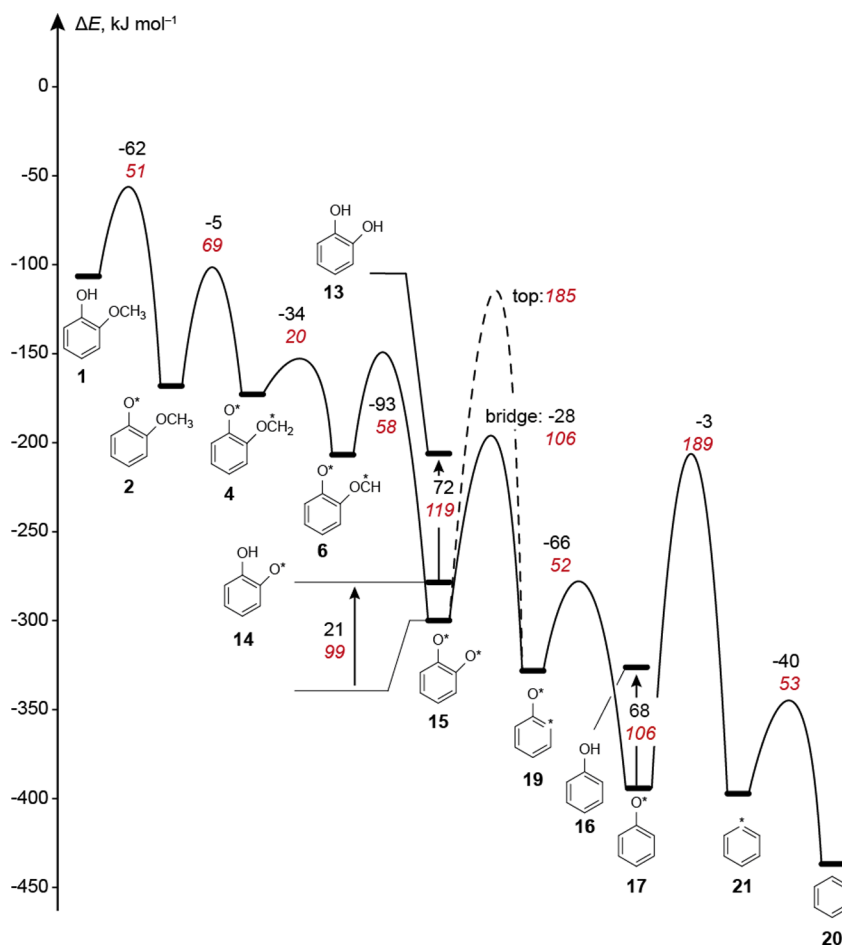 ΔE, kJ mol⁻¹
0
-50
-100
-150
-200
-250
-300
-350
-400
-450
-62
51
-5
69
-34
20
-93
58
72
119
21
99
top: 185
bridge: -28
106
-66
52
68
106
-3
189
-40
53
OH
OCH3
1
O*
OCH3
2
O*
*
OCH2
4
O*
*
OCH
6
OH
OH
13
OH
O*
14
O*
O*
15
O*
*
19
OH
16
O*
17
*
21
20